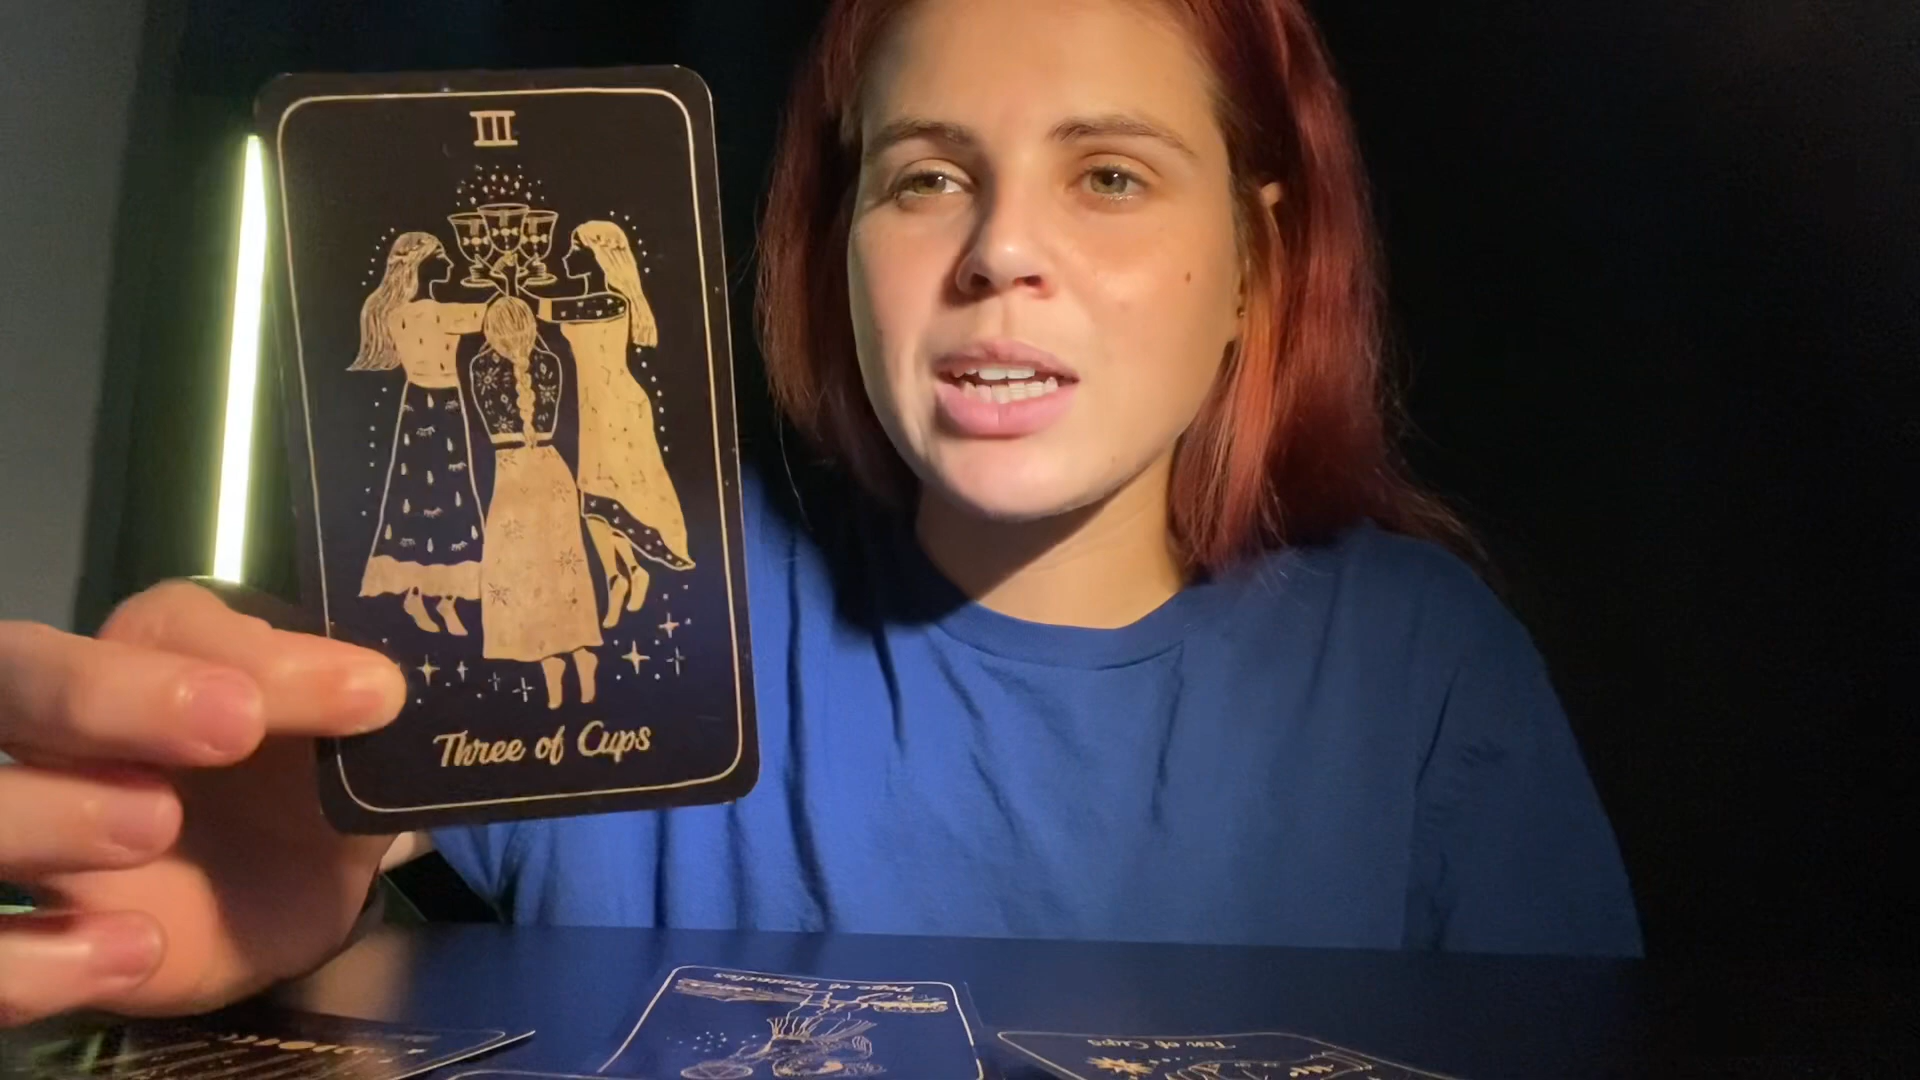 III
Three of Cups
Page of Pentacles
Ten of Cups